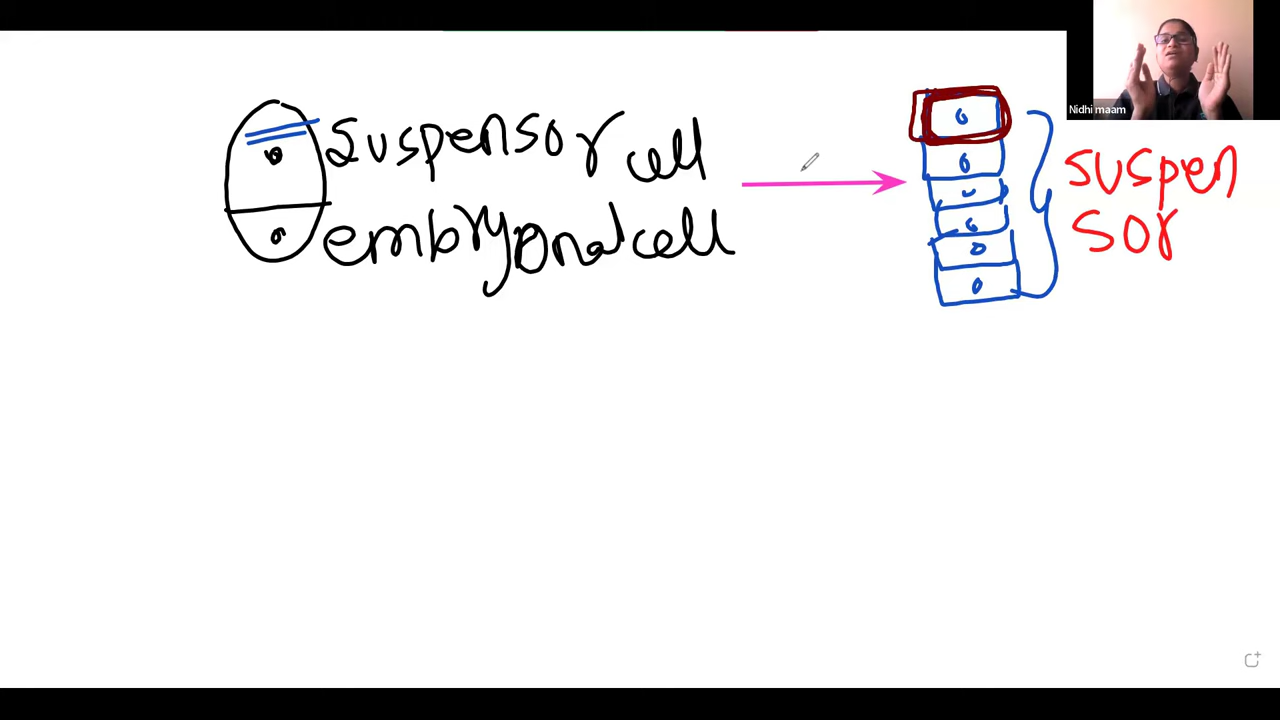 suspensor cell
embryonal cell
suspen
sor
Nidhi maam